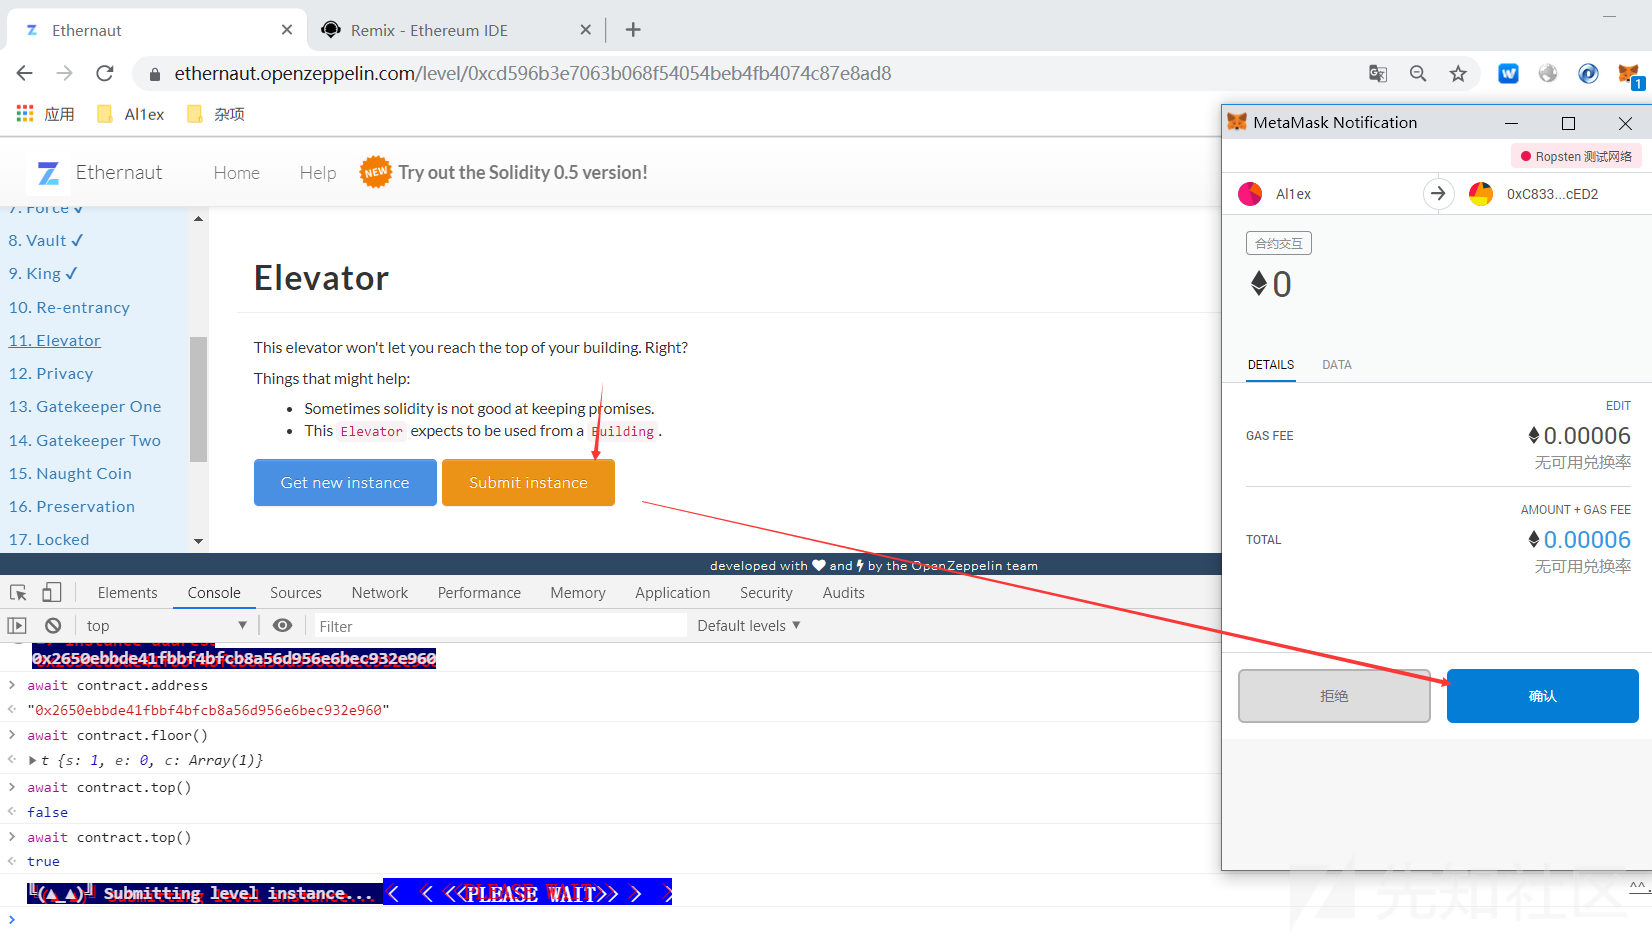 Ethernaut
Remix - Ethereum IDE
ethernaut.openzeppelin.com/level/0xcd596b3e7063b068f54054beb4fb4074c87e8ad8
1
应用
Al1ex
杂项
Ethernaut
Home
Help
NEW
Try out the Solidity 0.5 version!
7. Force ✓
8. Vault ✓
9. King ✓
10. Re-entrancy
11. Elevator
12. Privacy
13. Gatekeeper One
14. Gatekeeper Two
15. Naught Coin
16. Preservation
17. Locked
Elevator
This elevator won't let you reach the top of your building. Right?
Things that might help:
• Sometimes solidity is not good at keeping promises.
• This Elevator expects to be used from a Building.
Get new instance
Submit instance
developed with ♥ and by the OpenZeppelin team
Elements
Console
Sources
Network
Performance
Memory
Application
Security
Audits
top
Filter
Default levels ▼
=> Instance address
0x2650ebbde41fbbf4bfcb8a56d956e6bec932e960
> await contract.address
"0x2650ebbde41fbbf4bfcb8a56d956e6bec932e960"
> await contract.floor()
▶ t {s: 1, e: 0, c: Array(1)}
> await contract.top()
false
> await contract.top()
true
╚(▲_▲)╝ Submitting level instance... < < <<PLEASE WAIT>> > >
^^.
>
MetaMask Notification
Ropsten 测试网络
Al1ex
0xC833...cED2
合约交互
0
DETAILS
DATA
EDIT
GAS FEE
0.00006
无可用兑换率
AMOUNT + GAS FEE
TOTAL
0.00006
无可用兑换率
拒绝
确认
先知社区